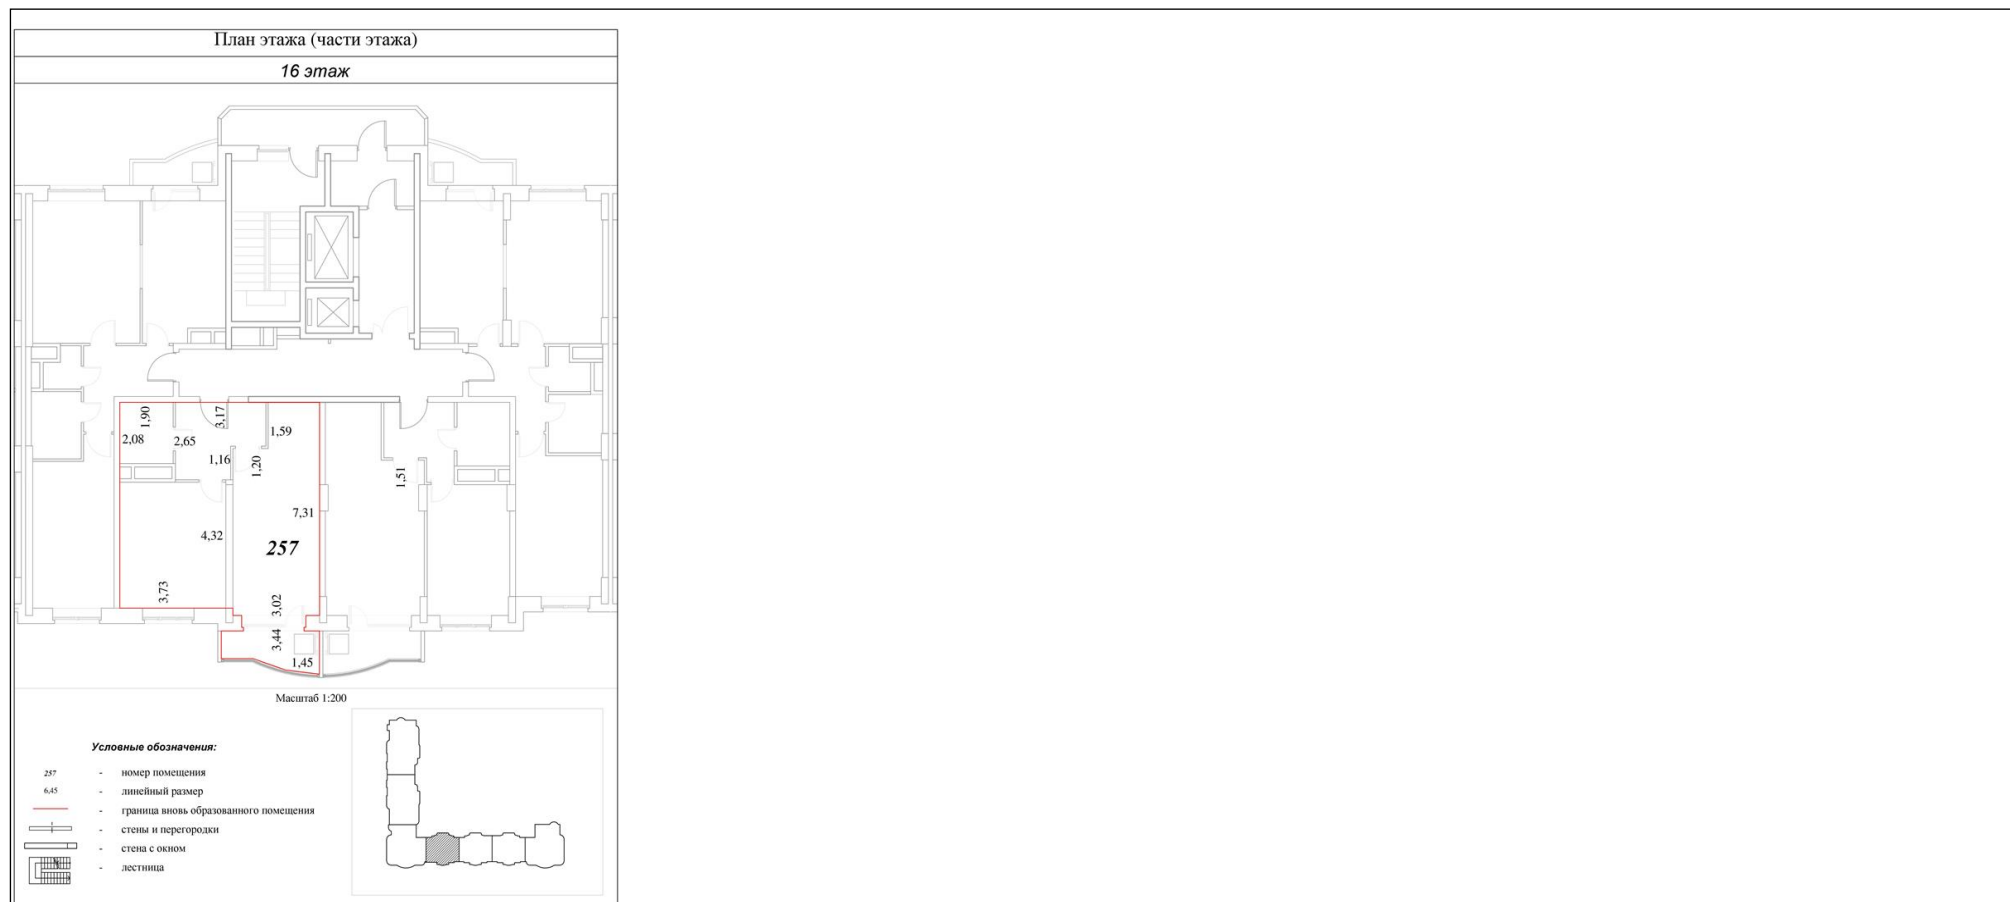 План этажа (части этажа)
16 этаж
1,90
3,17
2,08
2,65
1,59
1,16
1,20
1,51
7,31
4,32
257
3,73
3,02
3,44
1,45
Масштаб 1:200
Условные обозначения:
257 - номер помещения
6,45 - линейный размер
- граница вновь образованного помещения
- стены и перегородки
- стена с окном
- лестница